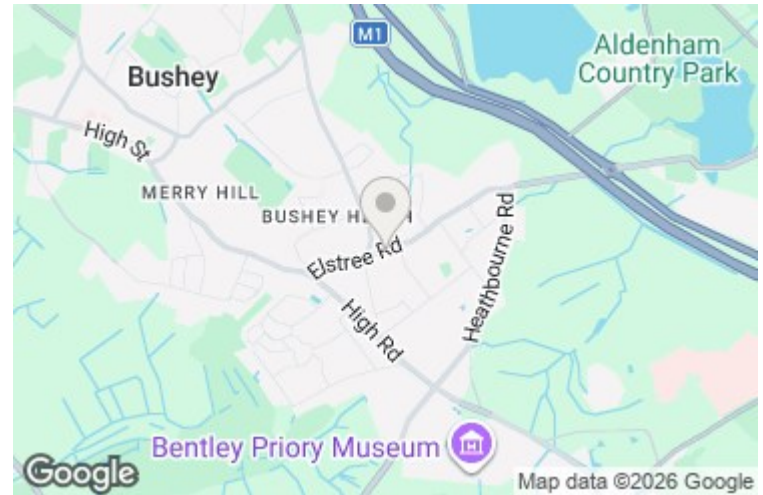 M1
Aldenham
Country Park
Bushey
High St
MERRY HILL
BUSHEY H
Elstree Rd
Heathbourne Rd
High Rd
Bentley Priory Museum
Google
Map data ©2026 Google